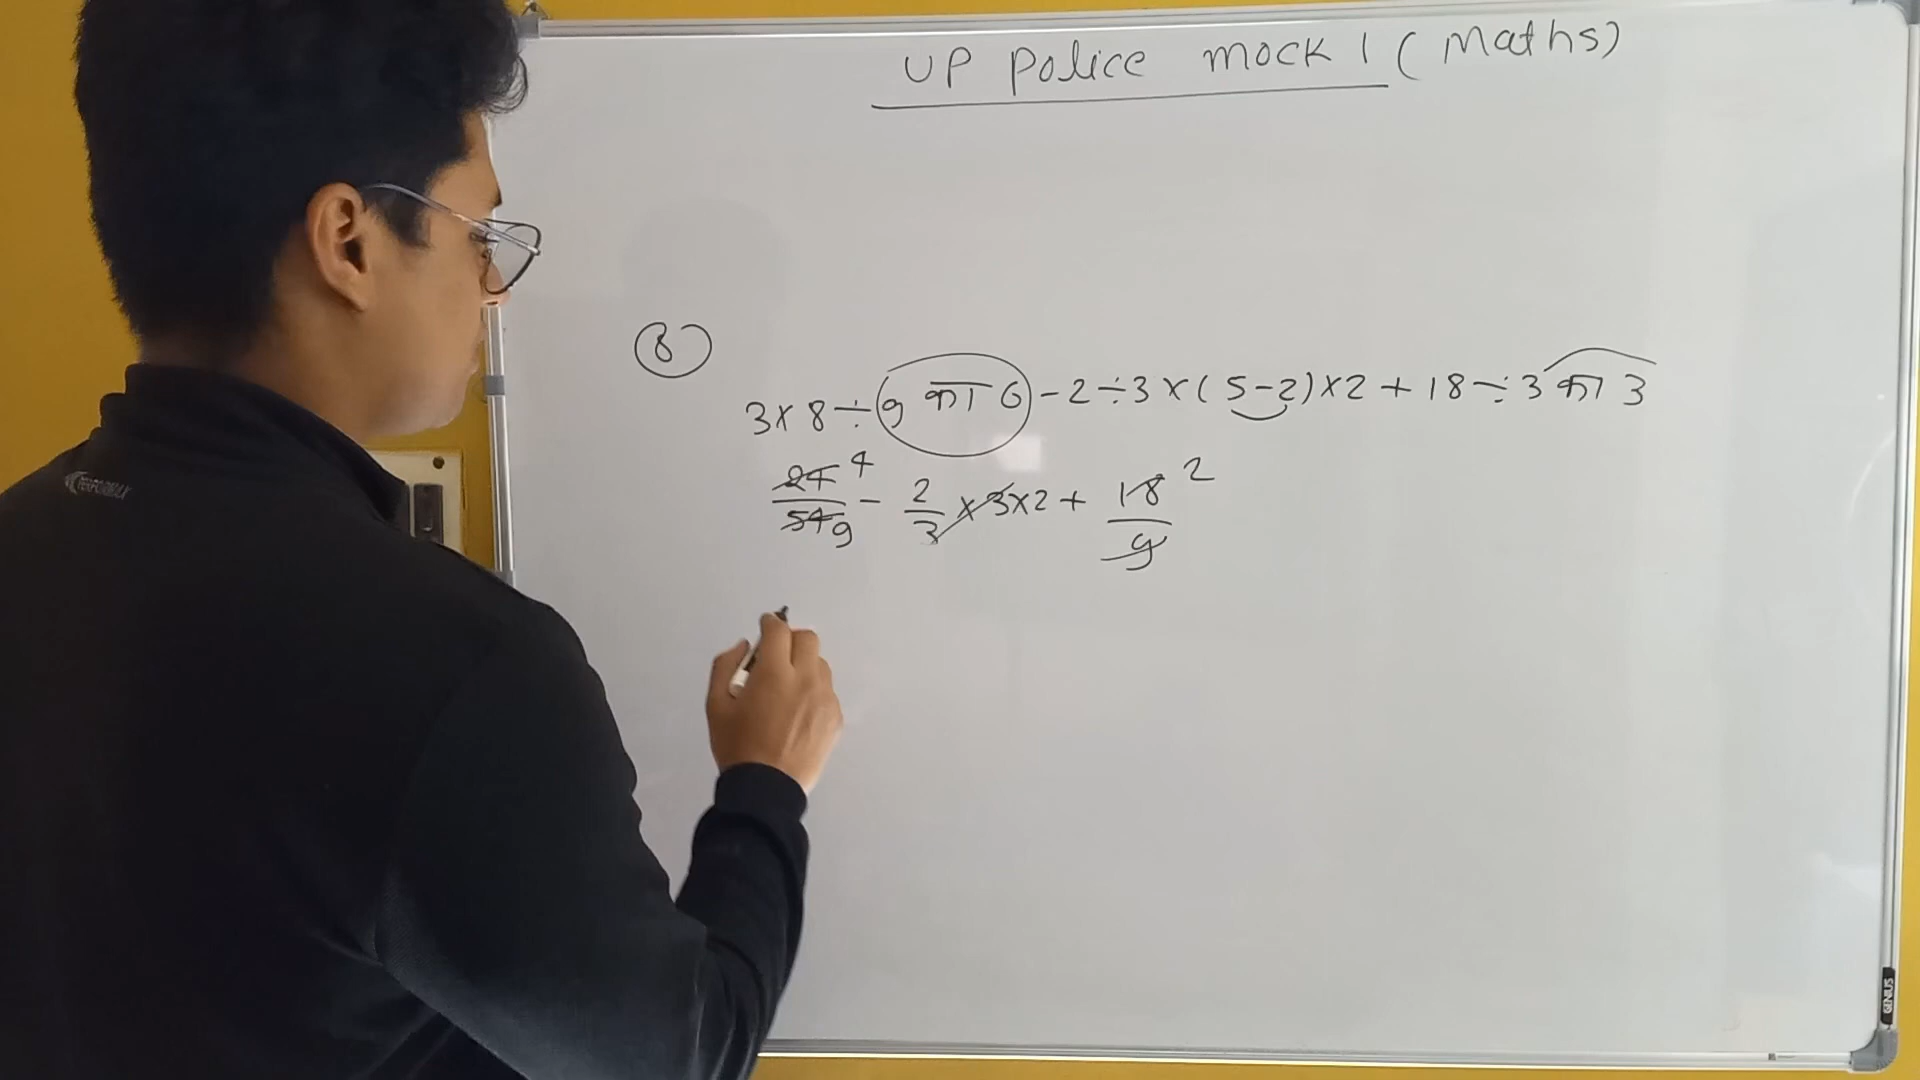 UP Police mock 1 (Maths)
8
3 x 8 ÷ 9 का 6 - 2 ÷ 3 x (5-2) x 2 + 18 ÷ 3 का 3
24/54 4 9 - 2/3 x 3 x 2 + 18/9 2
GENIUS